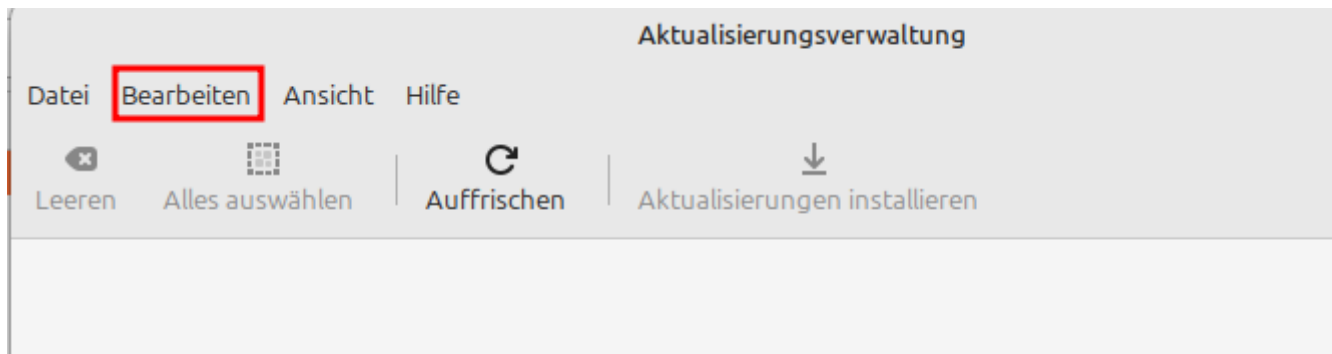 Aktualisierungsverwaltung
Datei Bearbeiten Ansicht Hilfe
Leeren Alles auswählen Auffrischen Aktualisierungen installieren